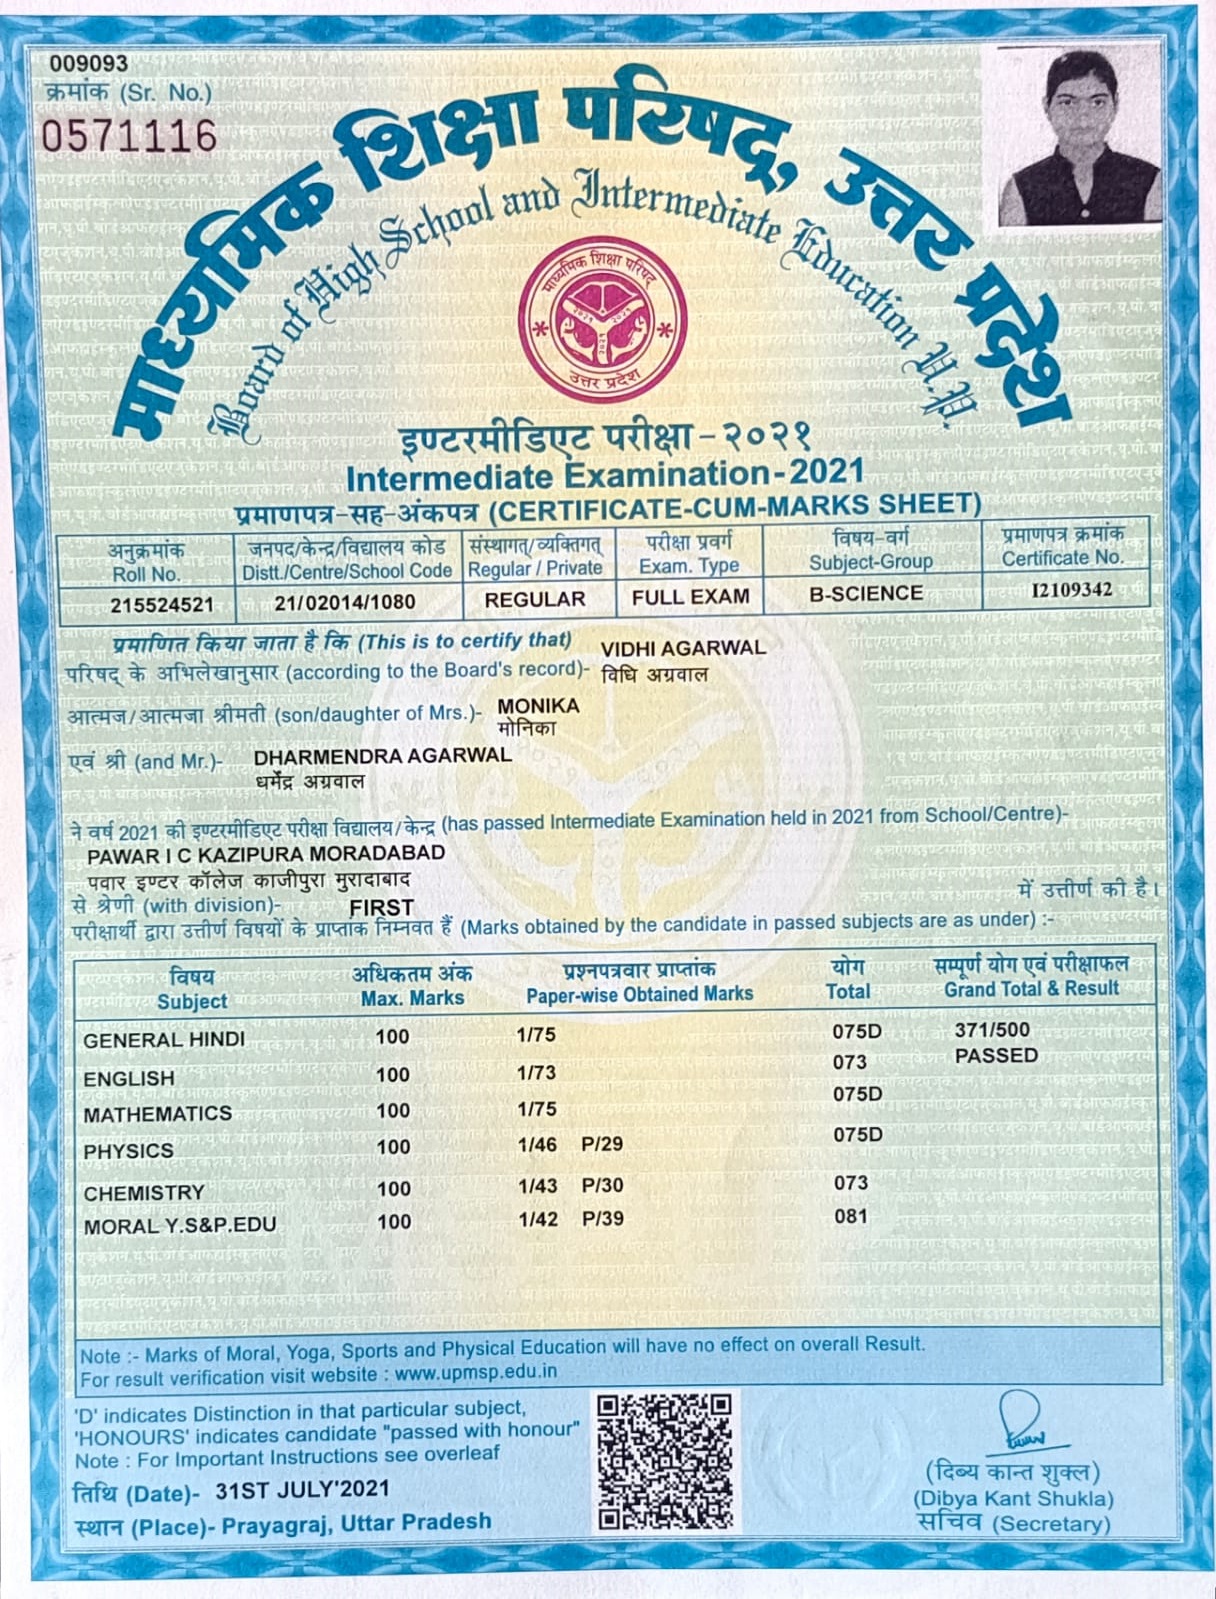 009093
क्रमांक (Sr. No.)
0571116
माध्यमिक शिक्षा परिषद्, उत्तर प्रदेश
Board of High School and Intermediate Education U.P.
माध्यमिक शिक्षा परिषद्
उत्तर प्रदेश
इण्टरमीडिएट परीक्षा-२०२१
Intermediate Examination-2021
प्रमाणपत्र-सह-अंकपत्र (CERTIFICATE-CUM-MARKS SHEET)
अनुक्रमांक जनपद/केन्द्र/विद्यालय कोड संस्थागत्/व्यक्तिगत् परीक्षा प्रवर्ग विषय-वर्ग प्रमाणपत्र क्रमांक
Roll No. Distt./Centre/School Code Regular / Private Exam. Type Subject-Group Certificate No.
215524521 21/02014/1080 REGULAR FULL EXAM B-SCIENCE I2109342
प्रमाणित किया जाता है कि (This is to certify that) VIDHI AGARWAL
परिषद् के अभिलेखानुसार (according to the Board's record)- विधि अग्रवाल
आत्मज/आत्मजा श्रीमती (son/daughter of Mrs.)- MONIKA
मोनिका
एवं श्री (and Mr.)- DHARMENDRA AGARWAL
धर्मेंद्र अग्रवाल
ने वर्ष 2021 की इण्टरमीडिएट परीक्षा विद्यालय/केन्द्र (has passed Intermediate Examination held in 2021 from School/Centre)-
PAWAR I C KAZIPURA MORADABAD
पवार इण्टर कॉलेज काजीपुरा मुरादाबाद
में उत्तीर्ण की है।
से श्रेणी (with division)- FIRST
परीक्षार्थी द्वारा उत्तीर्ण विषयों के प्राप्तांक निम्नवत हैं (Marks obtained by the candidate in passed subjects are as under) :-
विषय अधिकतम अंक प्रश्नपत्रवार प्राप्तांक योग सम्पूर्ण योग एवं परीक्षाफल
Subject Max. Marks Paper-wise Obtained Marks Total Grand Total & Result
GENERAL HINDI 100 1/75 075D 371/500
ENGLISH 100 1/73 073 PASSED
MATHEMATICS 100 1/75 075D
PHYSICS 100 1/46 P/29 075D
CHEMISTRY 100 1/43 P/30 073
MORAL Y.S&P.EDU 100 1/42 P/39 081
Note :- Marks of Moral, Yoga, Sports and Physical Education will have no effect on overall Result.
For result verification visit website : www.upmsp.edu.in
'D' indicates Distinction in that particular subject,
'HONOURS' indicates candidate "passed with honour"
Note : For Important Instructions see overleaf
तिथि (Date)- 31ST JULY'2021
स्थान (Place)- Prayagraj, Uttar Pradesh
(दिब्य कान्त शुक्ल)
(Dibya Kant Shukla)
सचिव (Secretary)